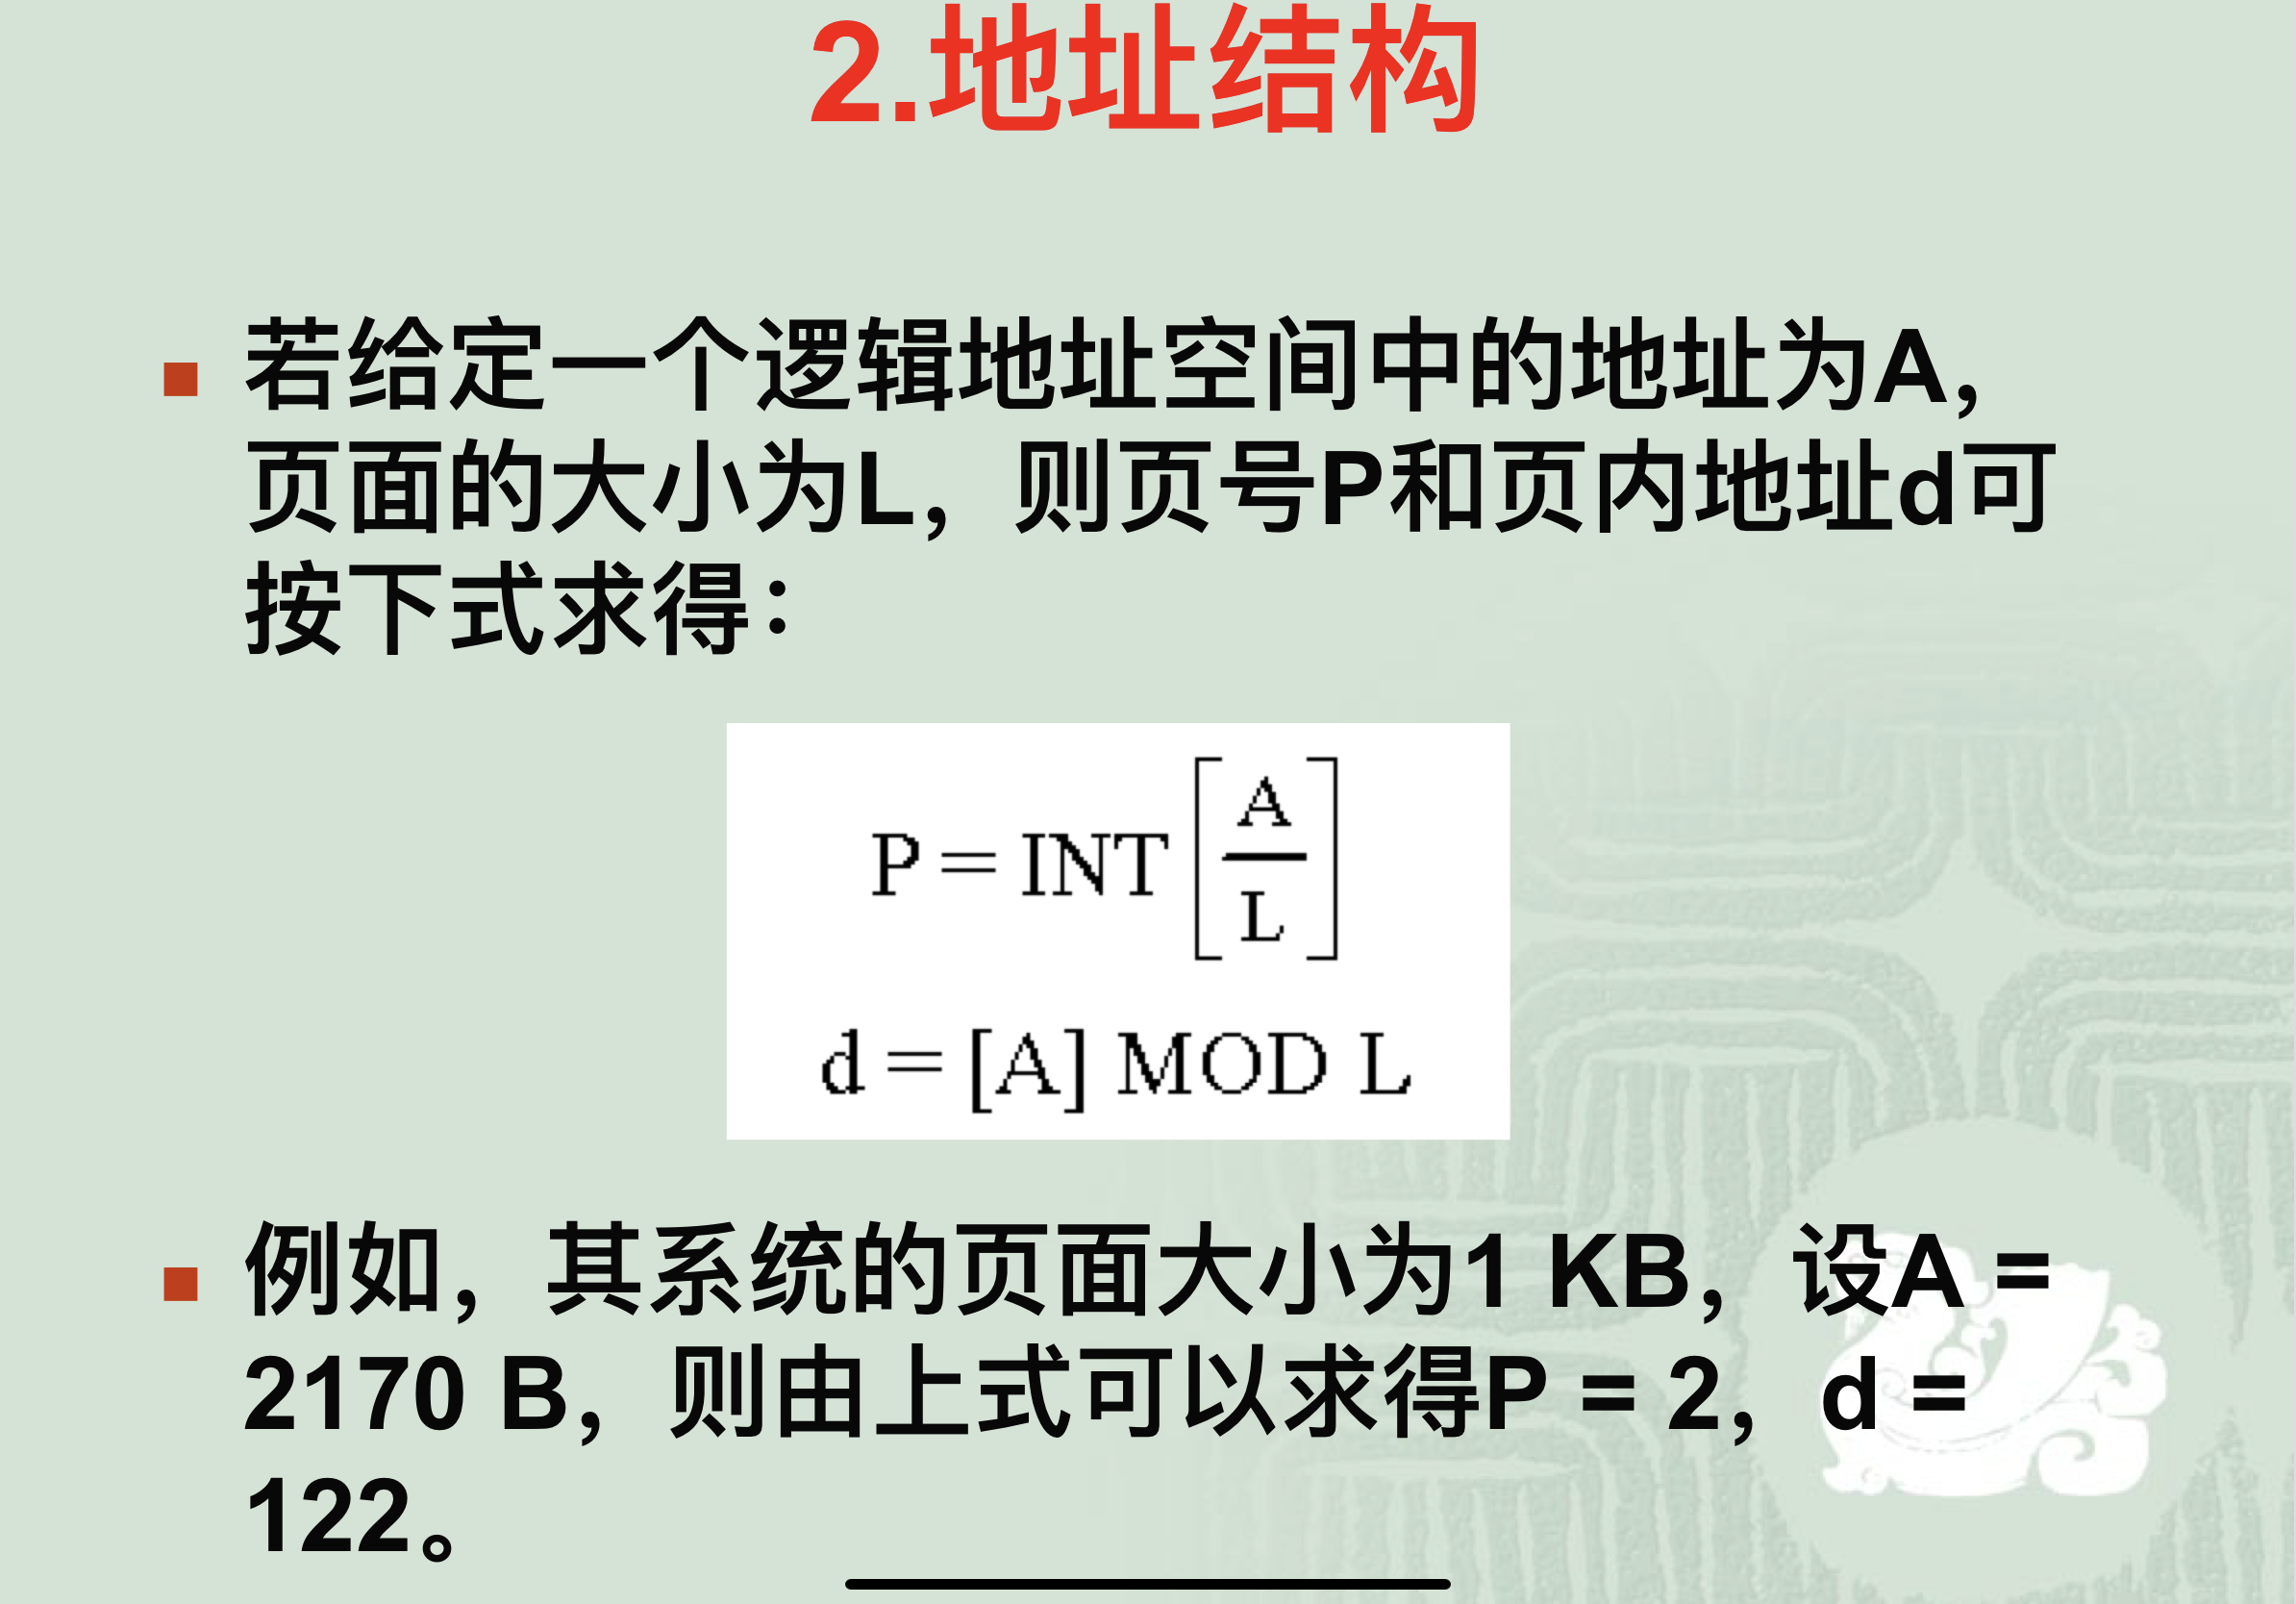 2.地址结构
若给定一个逻辑地址空间中的地址为A,
页面的大小为L，则页号P和页内地址d可
按下式求得：
P = INT [A/L]
d = [A] MOD L
例如，其系统的页面大小为1 KB，设A =
2170 B，则由上式可以求得P = 2，d =
122。